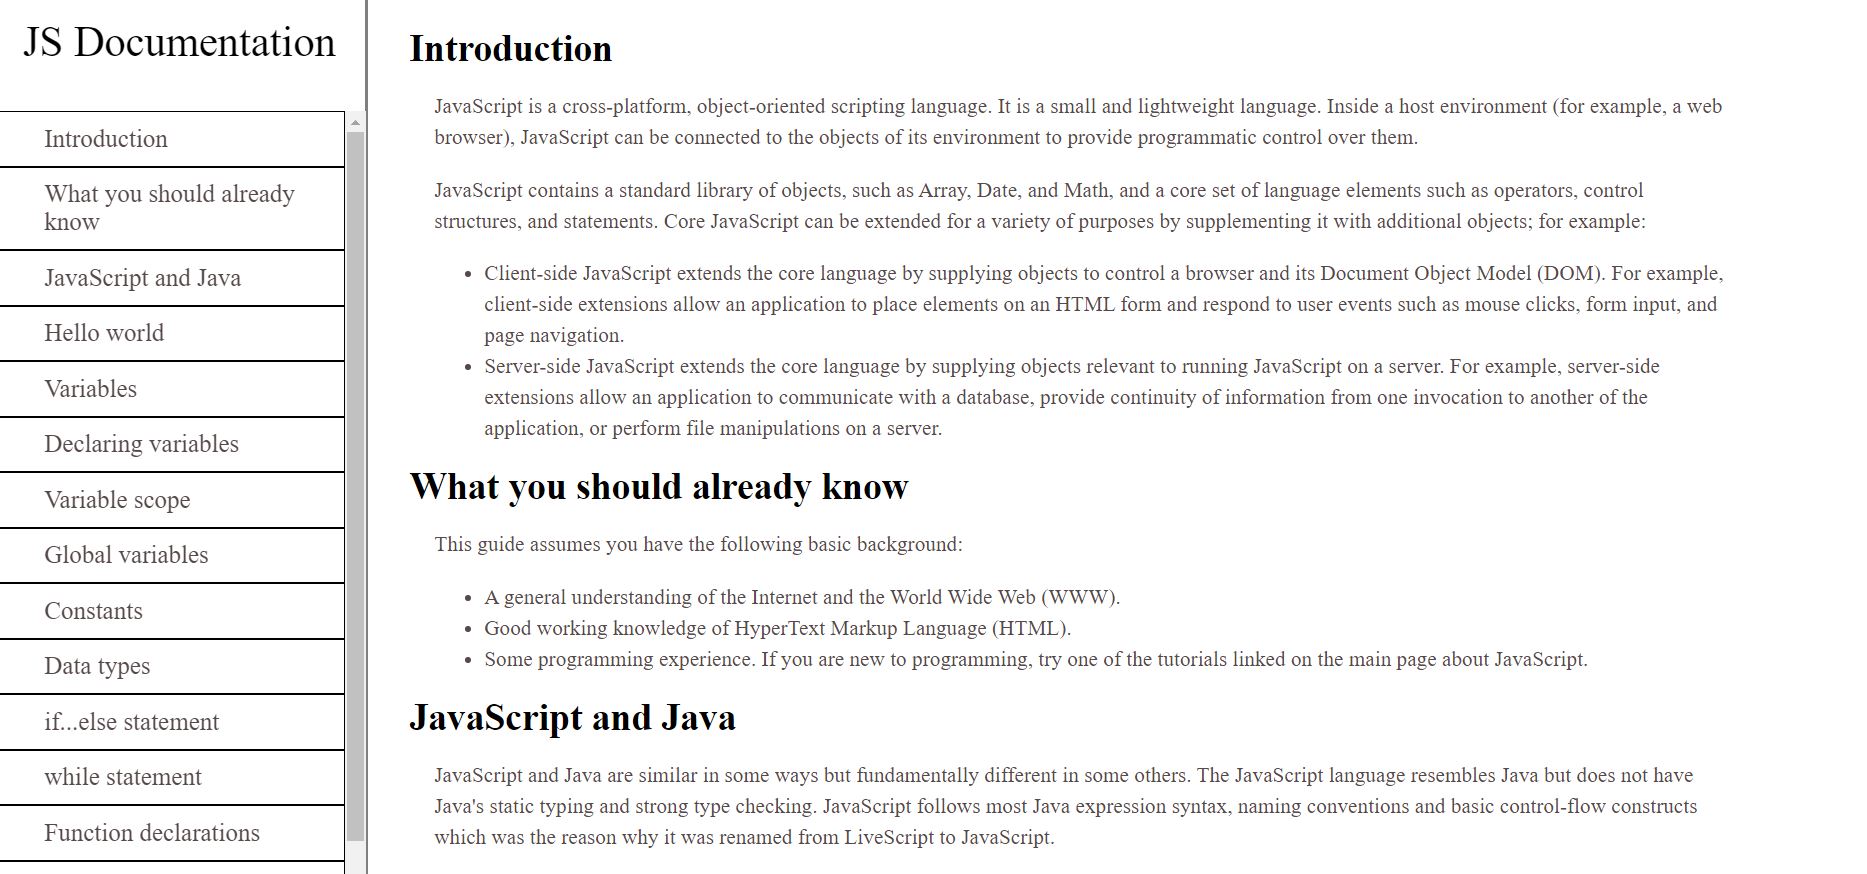 JS Documentation
Introduction
What you should already
know
JavaScript and Java
Hello world
Variables
Declaring variables
Variable scope
Global variables
Constants
Data types
if...else statement
while statement
Function declarations
Introduction
JavaScript is a cross-platform, object-oriented scripting language. It is a small and lightweight language. Inside a host environment (for example, a web
browser), JavaScript can be connected to the objects of its environment to provide programmatic control over them.
JavaScript contains a standard library of objects, such as Array, Date, and Math, and a core set of language elements such as operators, control
structures, and statements. Core JavaScript can be extended for a variety of purposes by supplementing it with additional objects; for example:
• Client-side JavaScript extends the core language by supplying objects to control a browser and its Document Object Model (DOM). For example,
client-side extensions allow an application to place elements on an HTML form and respond to user events such as mouse clicks, form input, and
page navigation.
• Server-side JavaScript extends the core language by supplying objects relevant to running JavaScript on a server. For example, server-side
extensions allow an application to communicate with a database, provide continuity of information from one invocation to another of the
application, or perform file manipulations on a server.
What you should already know
This guide assumes you have the following basic background:
• A general understanding of the Internet and the World Wide Web (WWW).
• Good working knowledge of HyperText Markup Language (HTML).
• Some programming experience. If you are new to programming, try one of the tutorials linked on the main page about JavaScript.
JavaScript and Java
JavaScript and Java are similar in some ways but fundamentally different in some others. The JavaScript language resembles Java but does not have
Java's static typing and strong type checking. JavaScript follows most Java expression syntax, naming conventions and basic control-flow constructs
which was the reason why it was renamed from LiveScript to JavaScript.